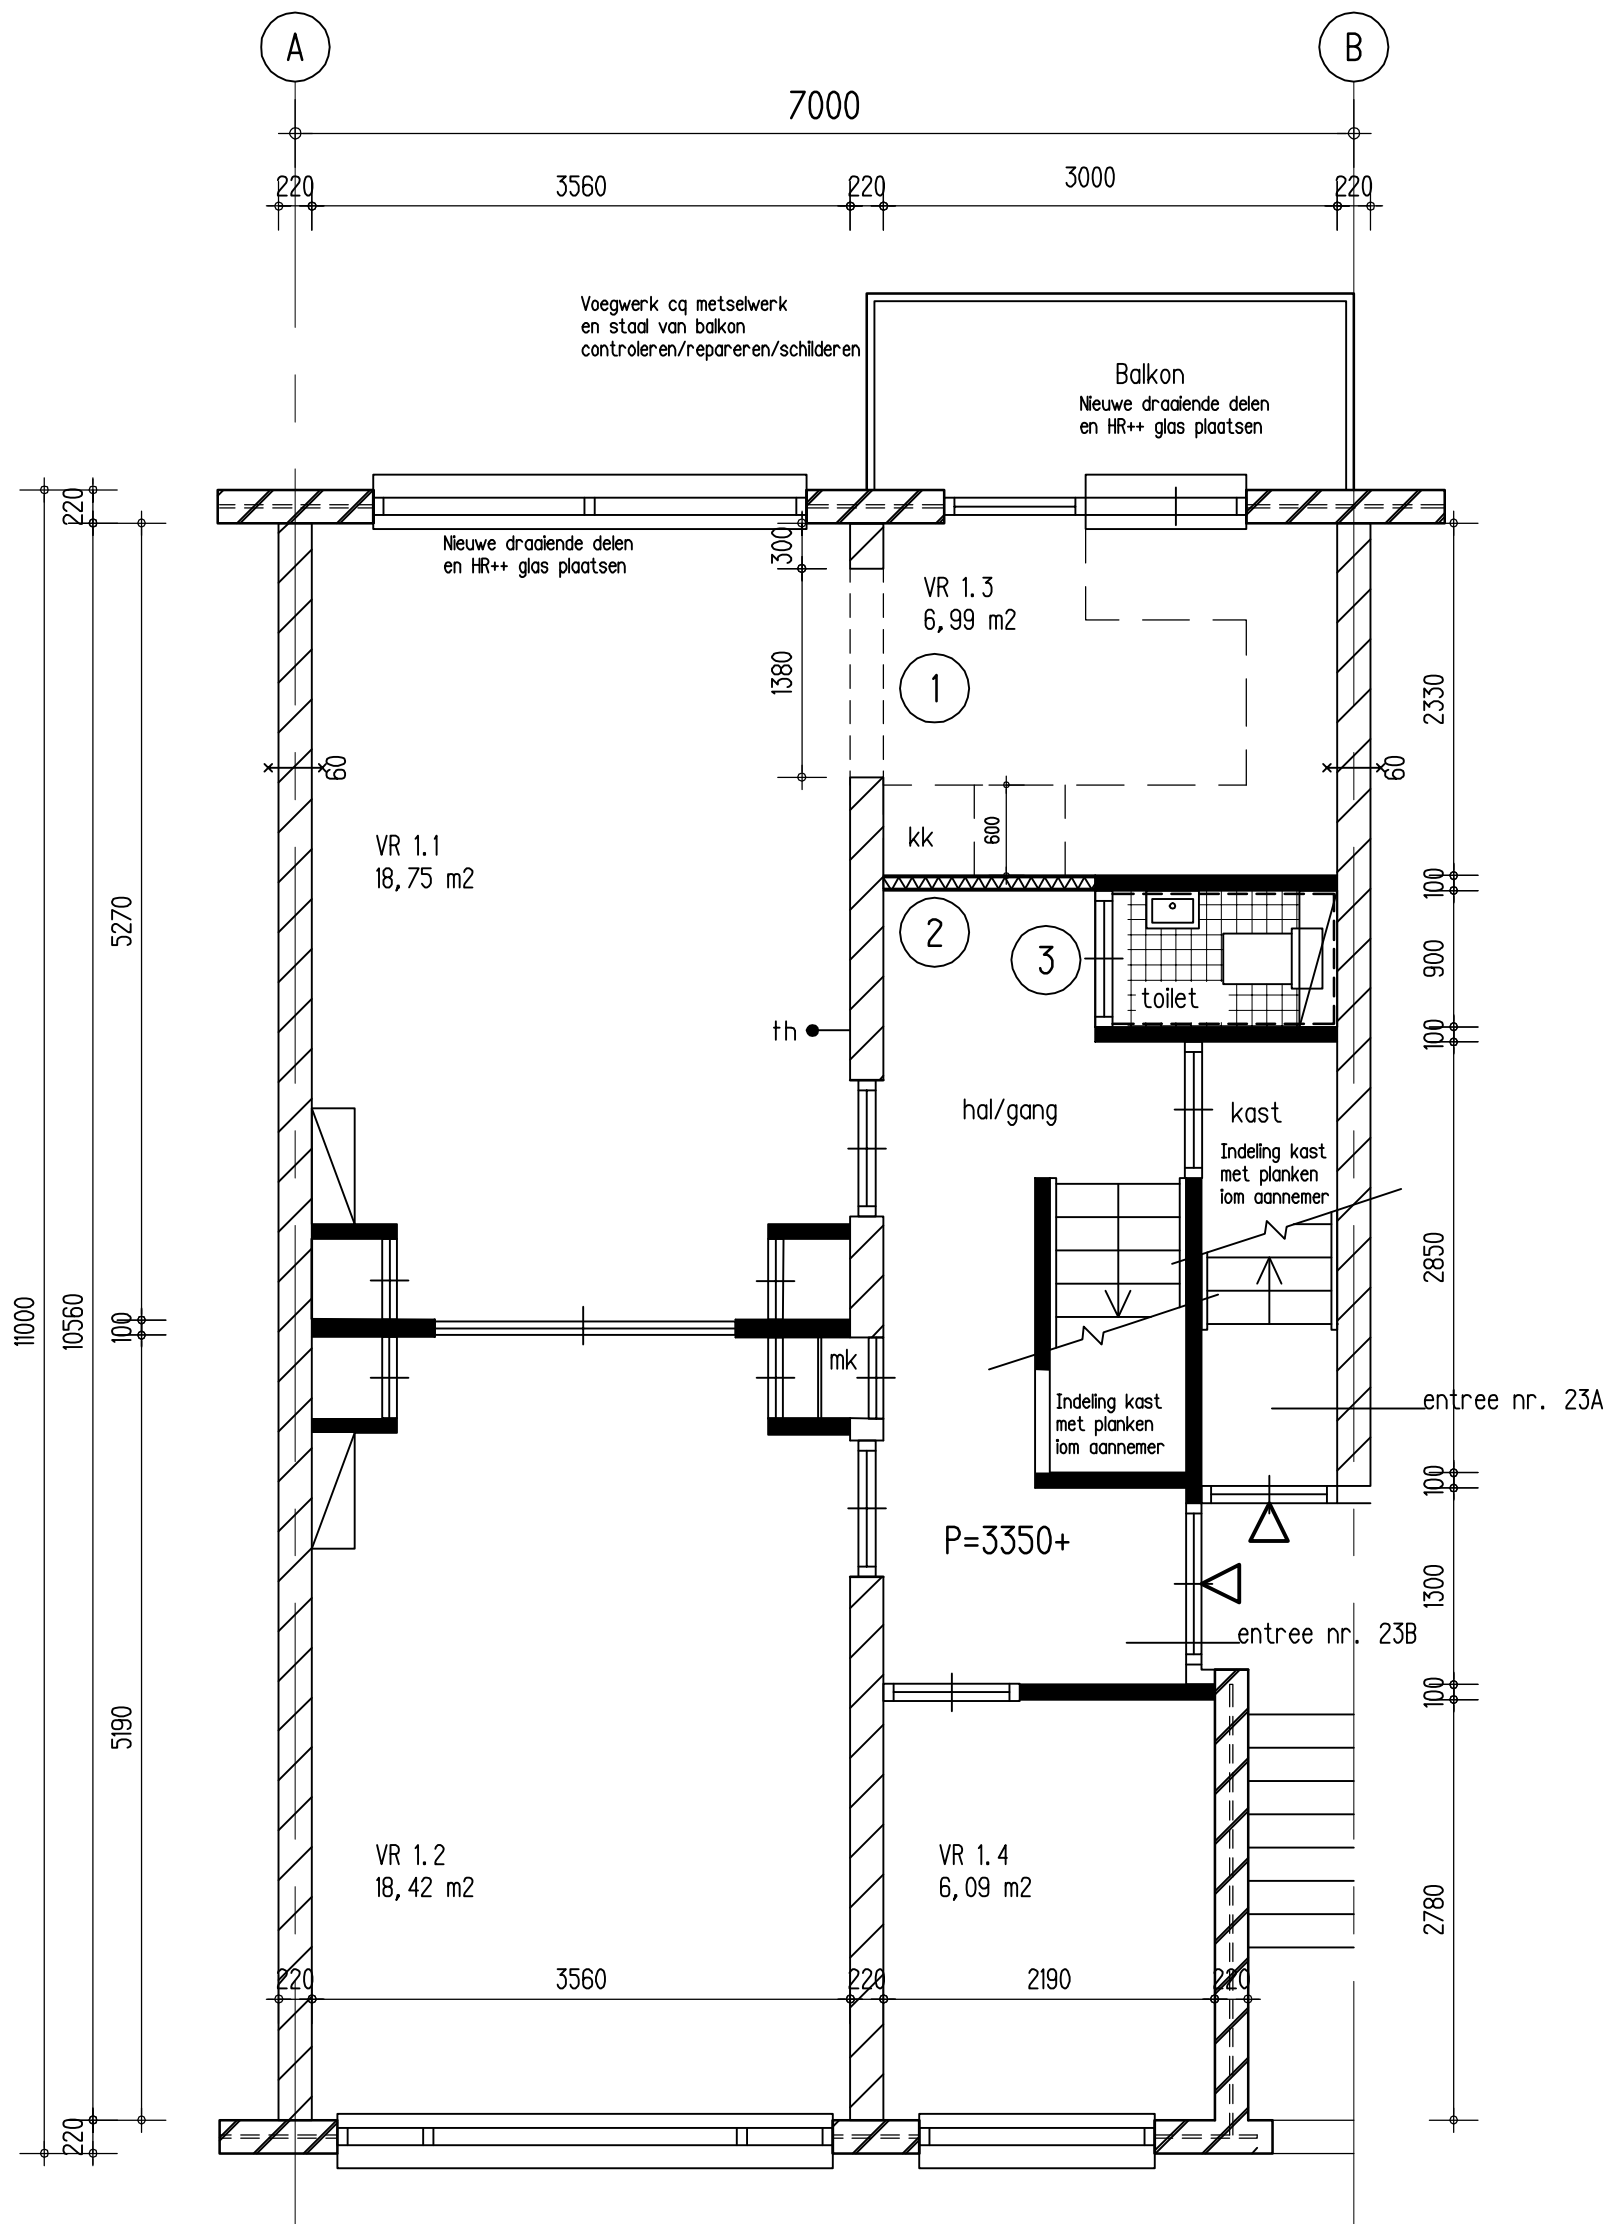 A
B
7000
220
3560
220
3000
220
Voegwerk cq metselwerk
en staal van balkon
controleren/repareren/schilderen
Balkon
Nieuwe draaiende delen
en HR++ glas plaatsen
220
Nieuwe draaiende delen
en HR++ glas plaatsen
300
VR 1.3
6,99 m2
1380
1
2330
60
60
VR 1.1
18,75 m2
kk
600
100
5270
2
3
900
toilet
th
100
hal/gang
kast
Indeling kast
met planken
iom aannemer
2850
11000
10560
100
mk
Indeling kast
met planken
iom aannemer
entree nr. 23A
100
P=3350+
1300
entree nr. 23B
100
5190
VR 1.2
18,42 m2
VR 1.4
6,09 m2
2780
220
3560
220
2190
220
220